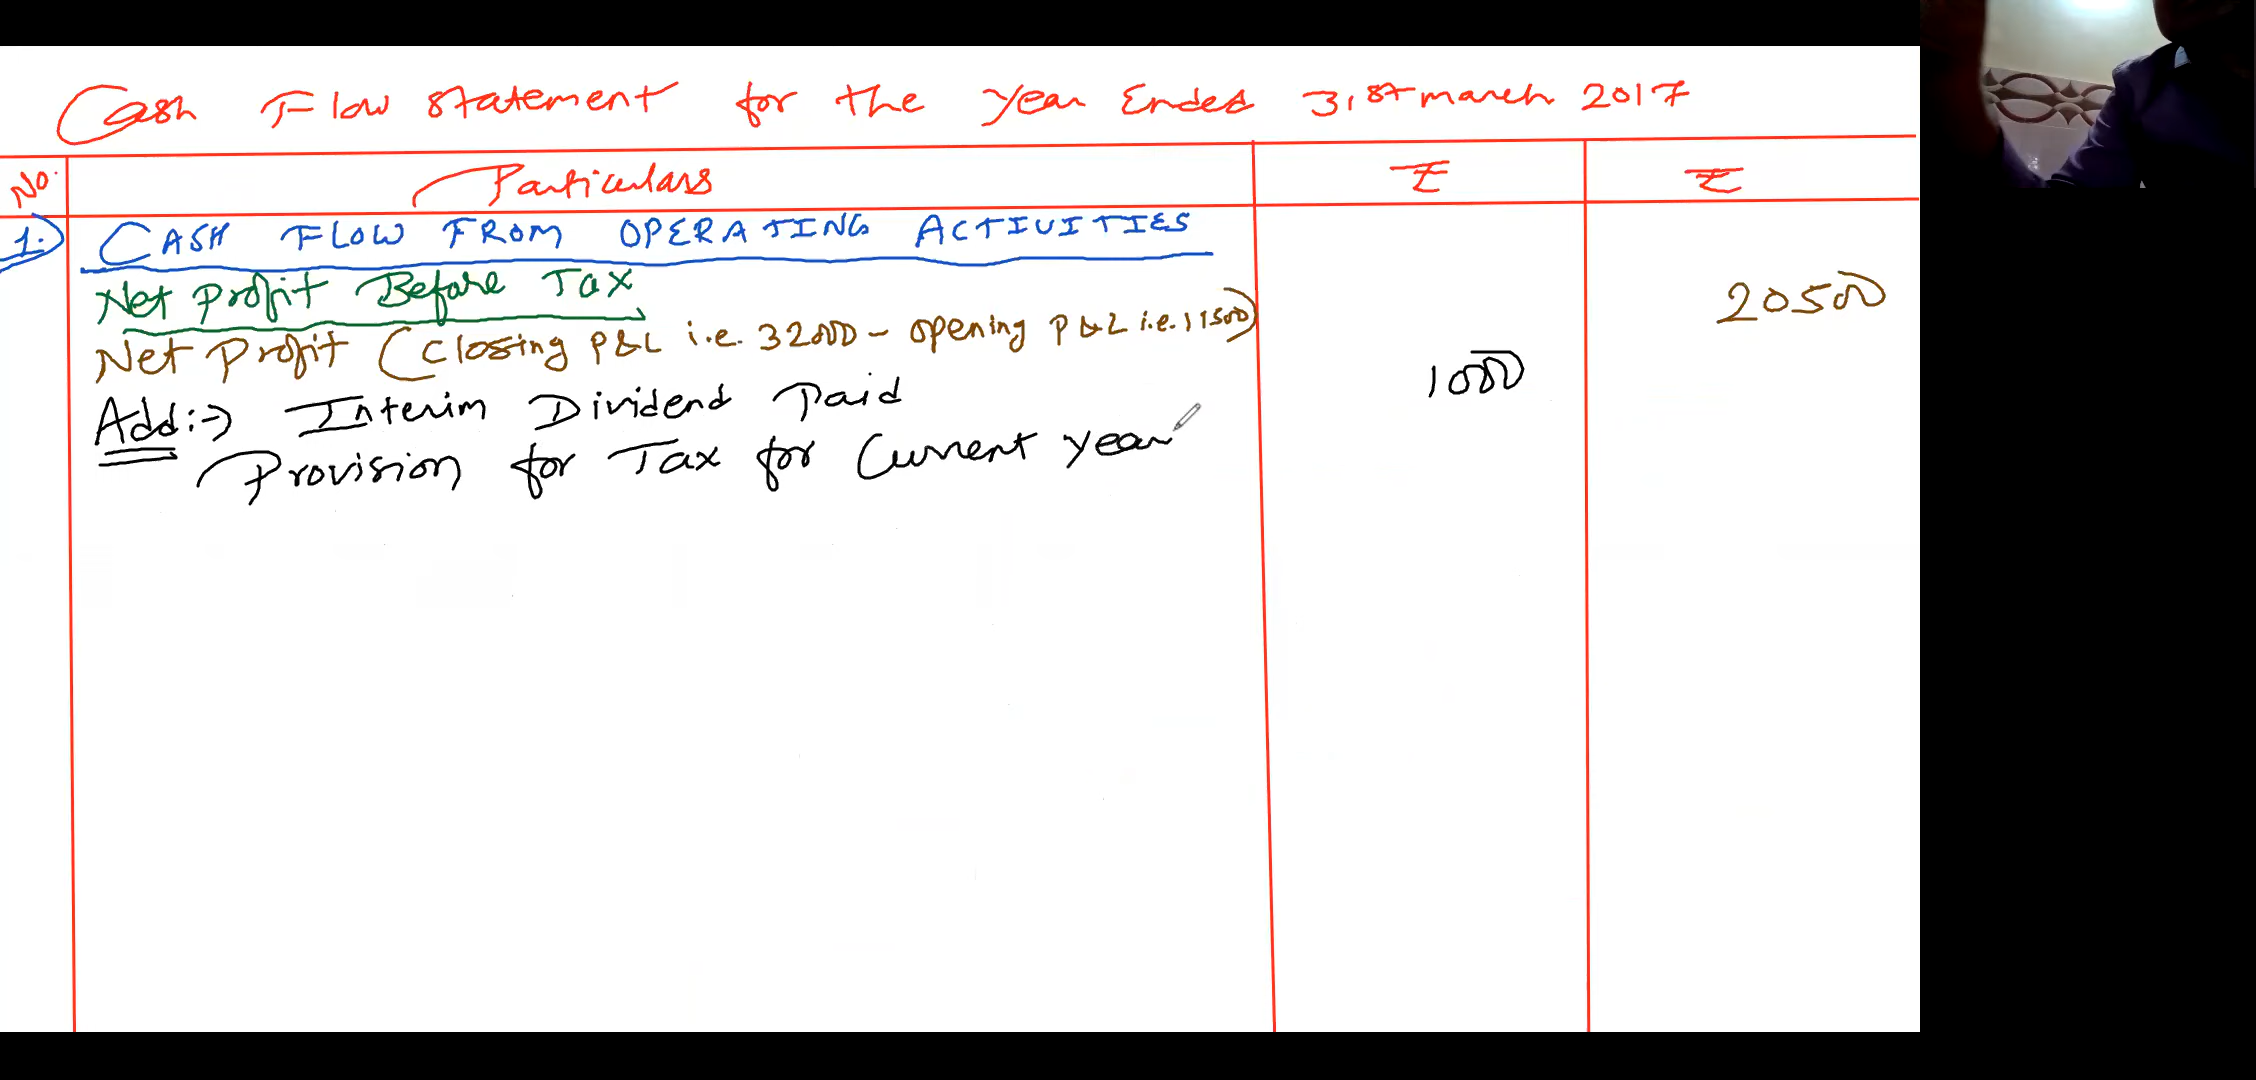 Cash Flow statement for the year Ended 31st march 2017
No. Particulars ₹ ₹
1.) CASH FLOW FROM OPERATING ACTIVITIES
Net Profit Before Tax
Net Profit (Closing P&L i.e. 32000 - opening P&L i.e. 11500) 20500
Add:→ Interim Dividend Paid 1000
Provision for Tax for Current year